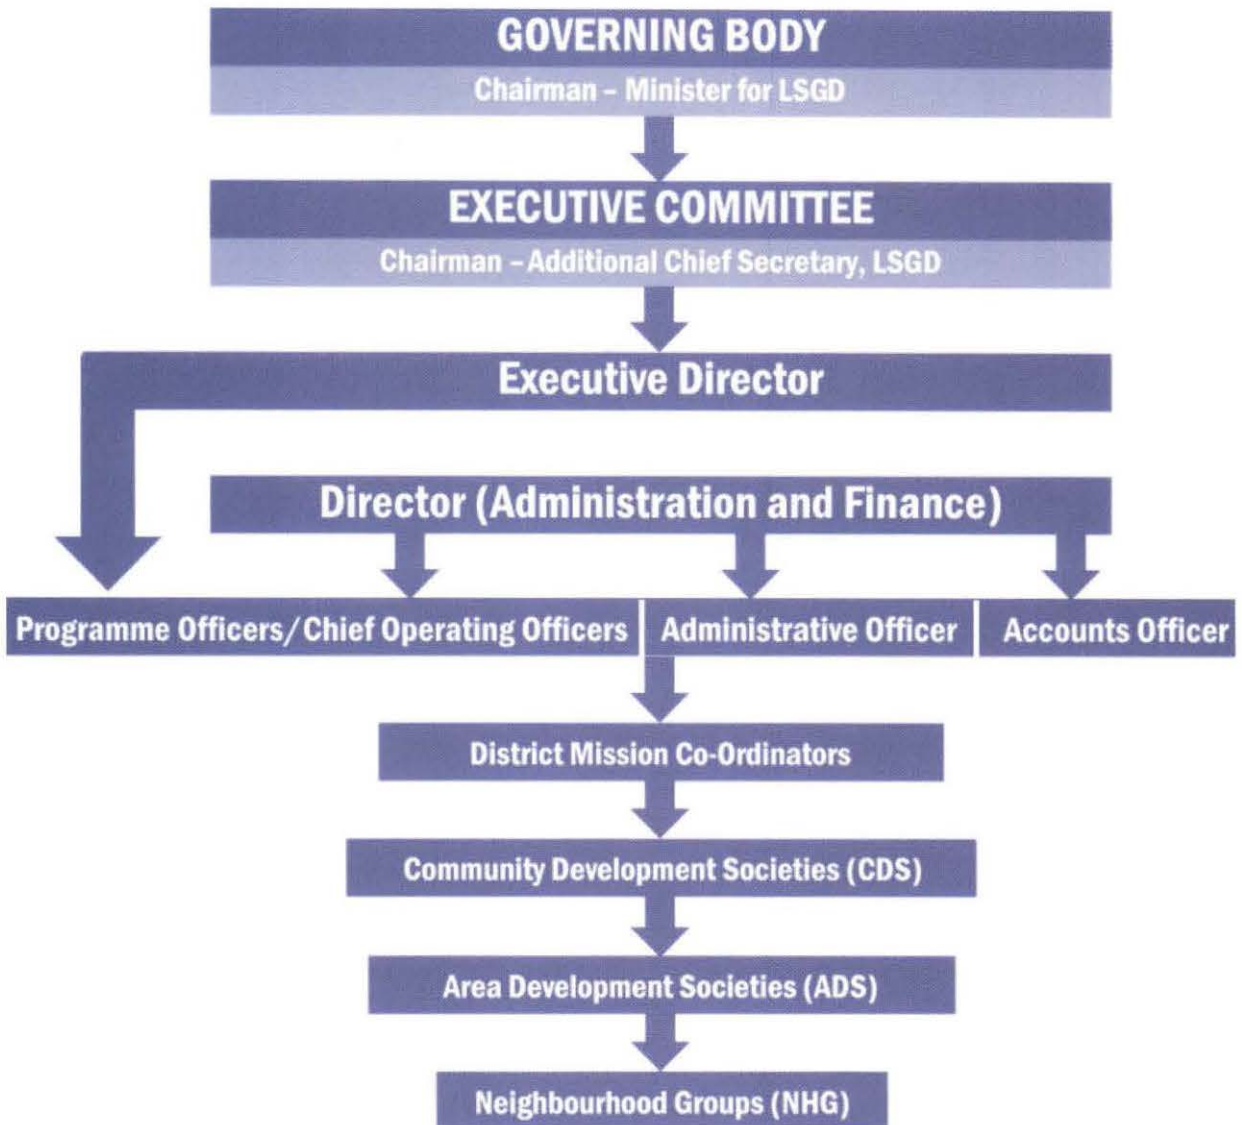 GOVERNING BODY
Chairman – Minister for LSGD
EXECUTIVE COMMITTEE
Chairman – Additional Chief Secretary, LSGD
Executive Director
Director (Administration and Finance)
Programme Officers/Chief Operating Officers
Administrative Officer
Accounts Officer
District Mission Co-Ordinators
Community Development Societies (CDS)
Area Development Societies (ADS)
Neighbourhood Groups (NHG)